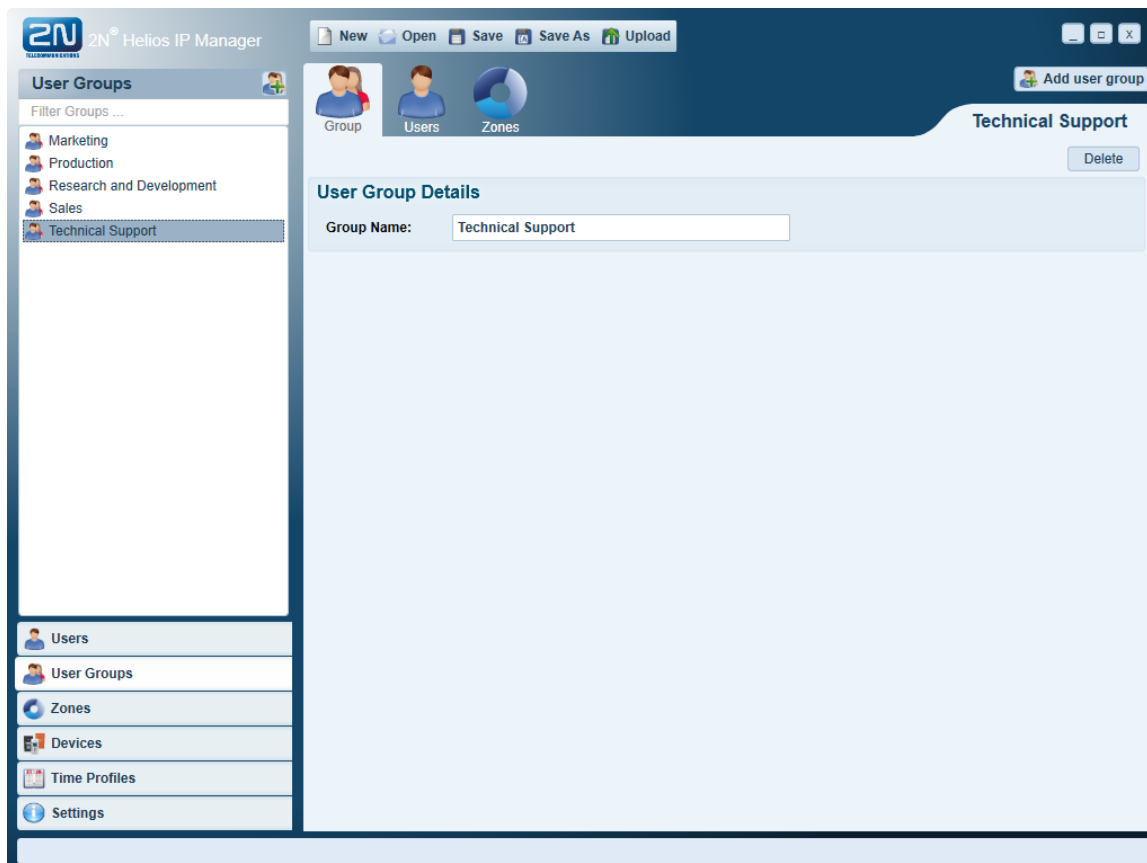 2N
TELECOMMUNICATIONS
2N® Helios IP Manager
New Open Save Save As Upload
_ □ X
User Groups
Filter Groups ...
Marketing
Production
Research and Development
Sales
Technical Support
Users
User Groups
Zones
Devices
Time Profiles
Settings
Group Users Zones
Add user group
Technical Support
Delete
User Group Details
Group Name: Technical Support